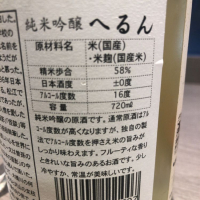 純米吟醸 へるん
原材料名 米(国産)
・米麹(国産米)
精米歩合 58%
日本酒度 ±0度
アルコール度数 16度
容量 720ml
純米吟醸の原酒です。通常原酒はアル
コール度数が高くなりますが、独自の製
法でアルコール度数を押さえ米の旨みが
しっかり味わえます。フルーティな香り
ときれいな旨みのあるお酒です。少し
冷やすか、常温が美味しいです。